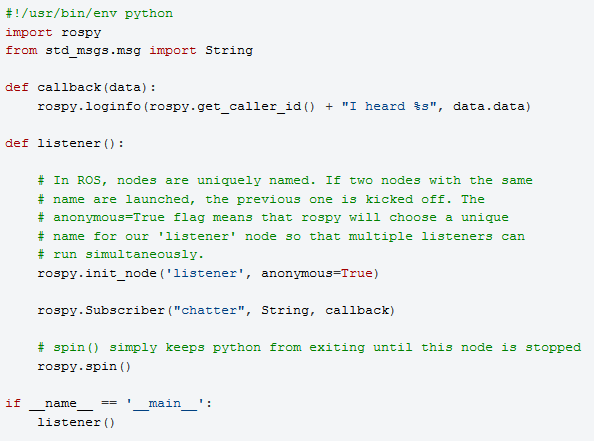 #!/usr/bin/env python
import rospy
from std_msgs.msg import String

def callback(data):
    rospy.loginfo(rospy.get_caller_id() + "I heard %s", data.data)

def listener():

    # In ROS, nodes are uniquely named. If two nodes with the same
    # name are launched, the previous one is kicked off. The
    # anonymous=True flag means that rospy will choose a unique
    # name for our 'listener' node so that multiple listeners can
    # run simultaneously.
    rospy.init_node('listener', anonymous=True)

    rospy.Subscriber("chatter", String, callback)

    # spin() simply keeps python from exiting until this node is stopped
    rospy.spin()

if __name__ == '__main__':
    listener()